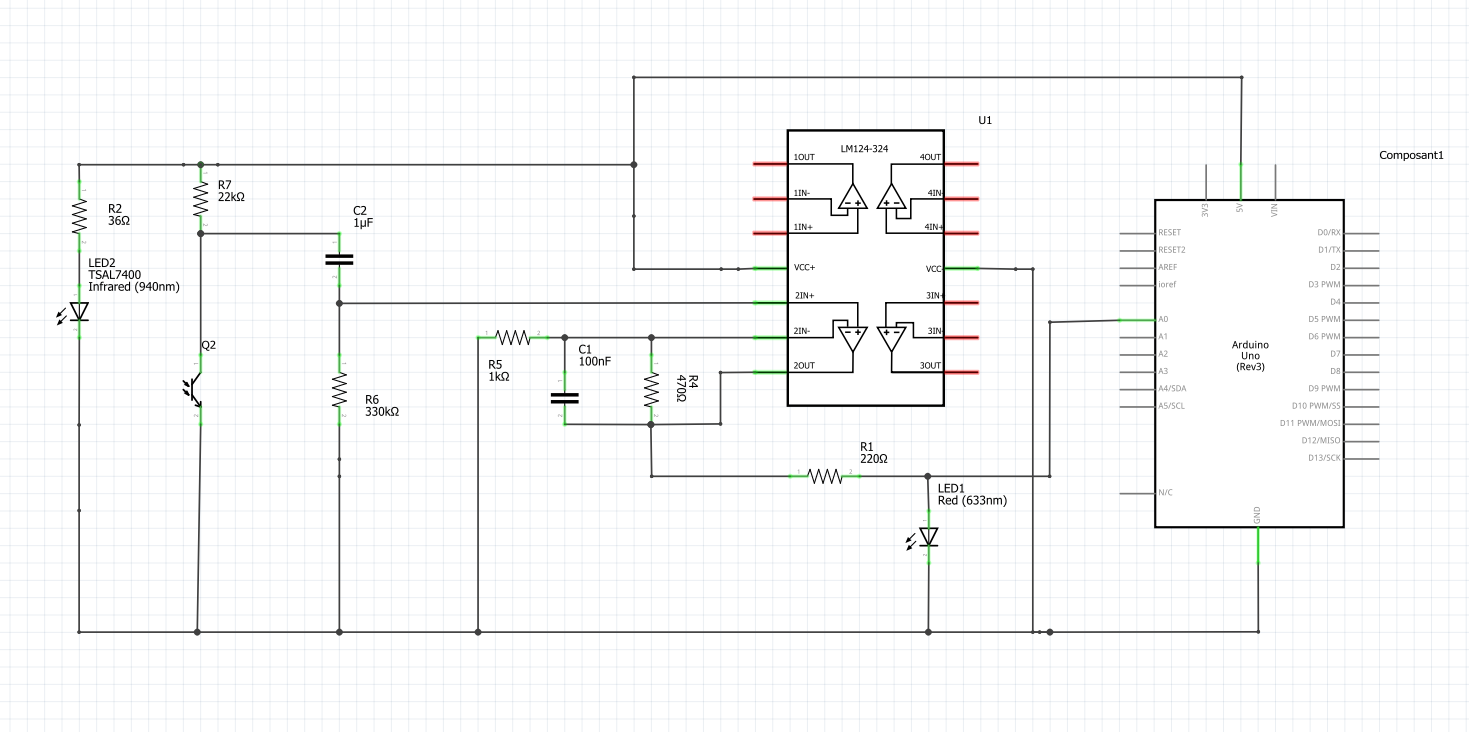 U1
LM124-324
1OUT
4OUT
1IN-
4IN-
1IN+
4IN+
VCC+
VCC-
2IN+
3IN+
2IN-
3IN-
2OUT
3OUT
Composant1
3V3
5V
VIN
RESET
RESET2
AREF
ioref
A0
A1
A2
A3
A4/SDA
A5/SCL
N/C
D0/RX
D1/TX
D2
D3 PWM
D4
D5 PWM
D6 PWM
D7
D8
D9 PWM
D10 PWM/SS
D11 PWM/MOSI
D12/MISO
D13/SCK
Arduino
Uno
(Rev3)
GND
R7
22kΩ
R2
36Ω
C2
1µF
LED2
TSAL7400
Infrared (940nm)
Q2
R5
1kΩ
C1
100nF
R4
470Ω
R6
330kΩ
R1
220Ω
LED1
Red (633nm)